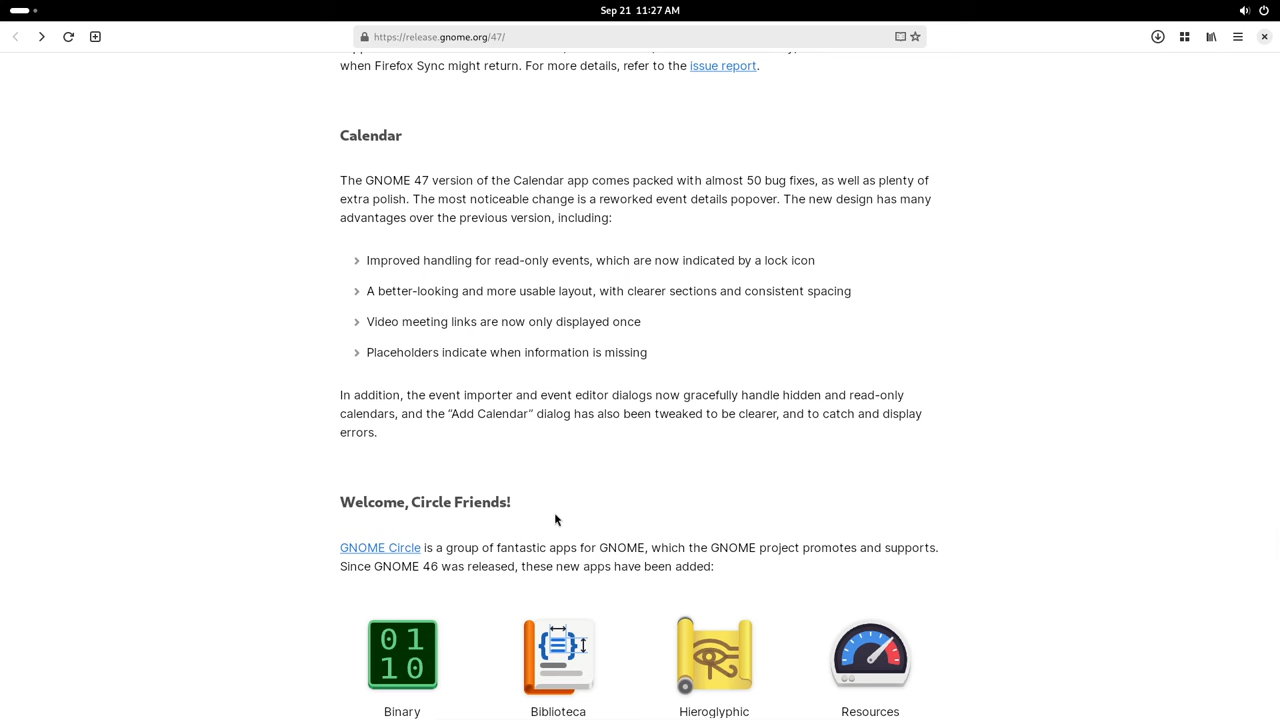 Sep 21 11:27 AM
https://release.gnome.org/47/
when Firefox Sync might return. For more details, refer to the issue report.
Calendar
The GNOME 47 version of the Calendar app comes packed with almost 50 bug fixes, as well as plenty of
extra polish. The most noticeable change is a reworked event details popover. The new design has many
advantages over the previous version, including:
Improved handling for read-only events, which are now indicated by a lock icon
A better-looking and more usable layout, with clearer sections and consistent spacing
Video meeting links are now only displayed once
Placeholders indicate when information is missing
In addition, the event importer and event editor dialogs now gracefully handle hidden and read-only
calendars, and the “Add Calendar” dialog has also been tweaked to be clearer, and to catch and display
errors.
Welcome, Circle Friends!
GNOME Circle is a group of fantastic apps for GNOME, which the GNOME project promotes and supports.
Since GNOME 46 was released, these new apps have been added:
01
10
Binary Biblioteca Hieroglyphic Resources